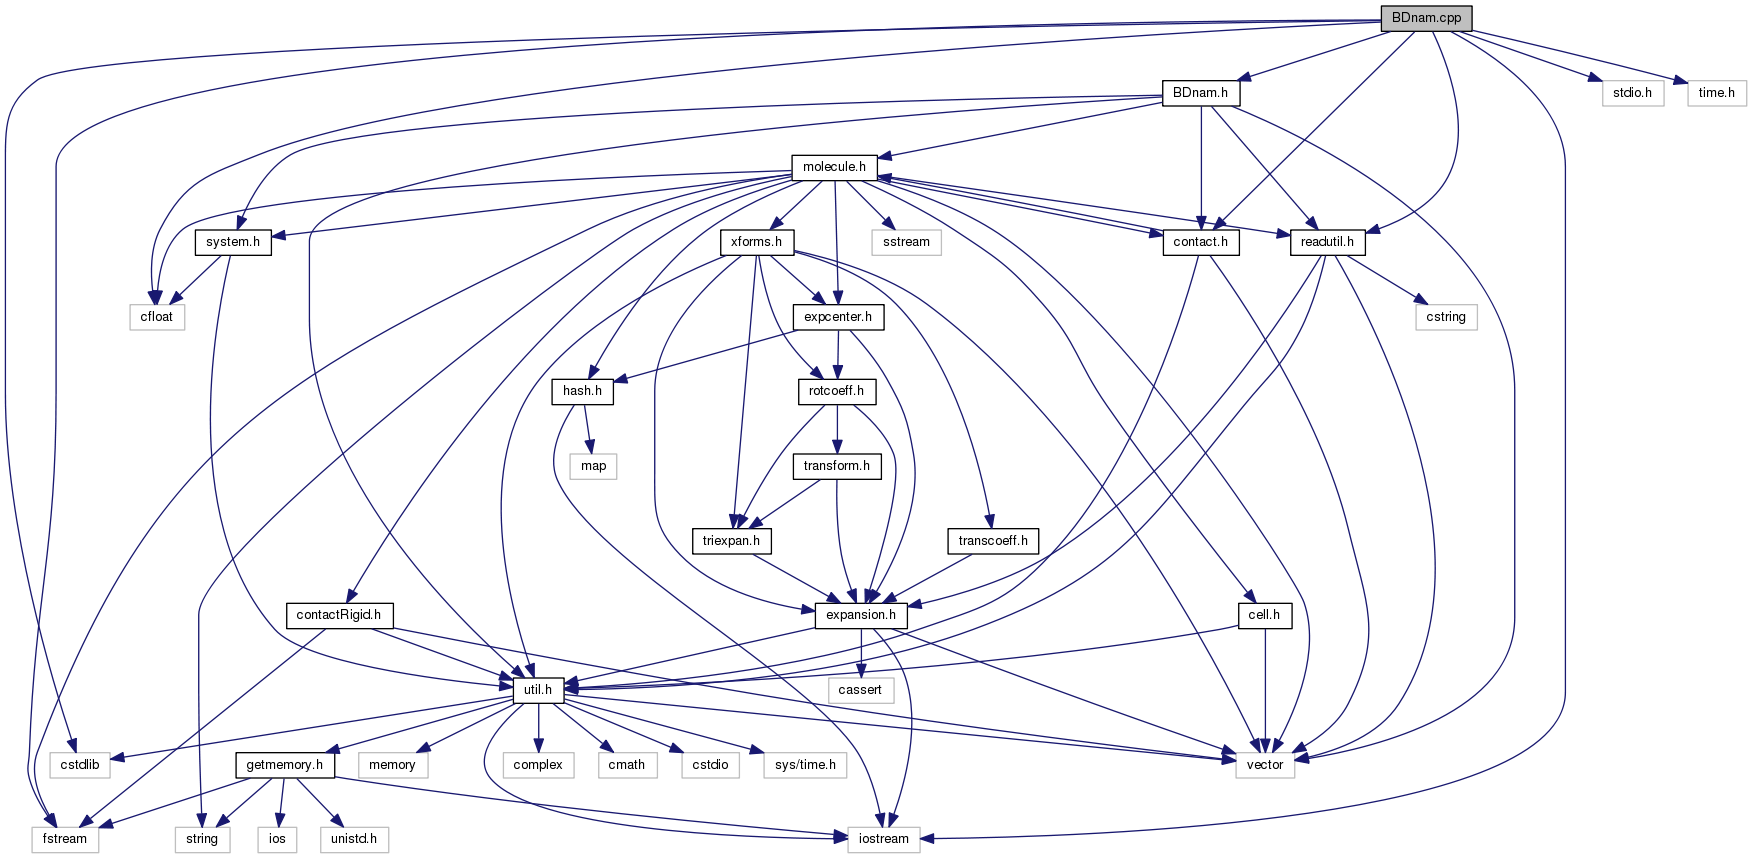 BDnam.cpp
BDnam.h
stdio.h
time.h
molecule.h
system.h
xforms.h
sstream
contact.h
readutil.h
cfloat
expcenter.h
cstring
hash.h
rotcoeff.h
map
transform.h
triexpan.h
transcoeff.h
contactRigid.h
expansion.h
cell.h
util.h
cassert
cstdlib
getmemory.h
memory
complex
cmath
cstdio
sys/time.h
vector
fstream
string
ios
unistd.h
iostream